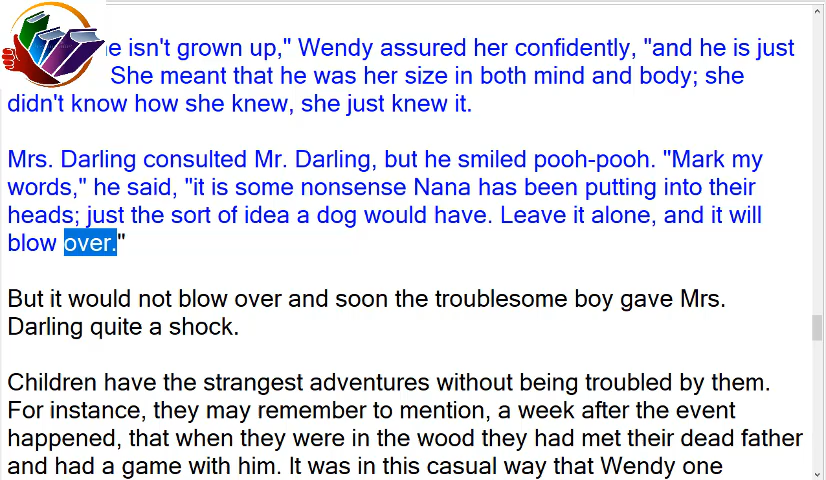 e isn't grown up," Wendy assured her confidently, "and he is just
She meant that he was her size in both mind and body; she
didn't know how she knew, she just knew it.
Mrs. Darling consulted Mr. Darling, but he smiled pooh-pooh. "Mark my
words," he said, "it is some nonsense Nana has been putting into their
heads; just the sort of idea a dog would have. Leave it alone, and it will
blow over."
But it would not blow over and soon the troublesome boy gave Mrs.
Darling quite a shock.
Children have the strangest adventures without being troubled by them.
For instance, they may remember to mention, a week after the event
happened, that when they were in the wood they had met their dead father
and had a game with him. It was in this casual way that Wendy one